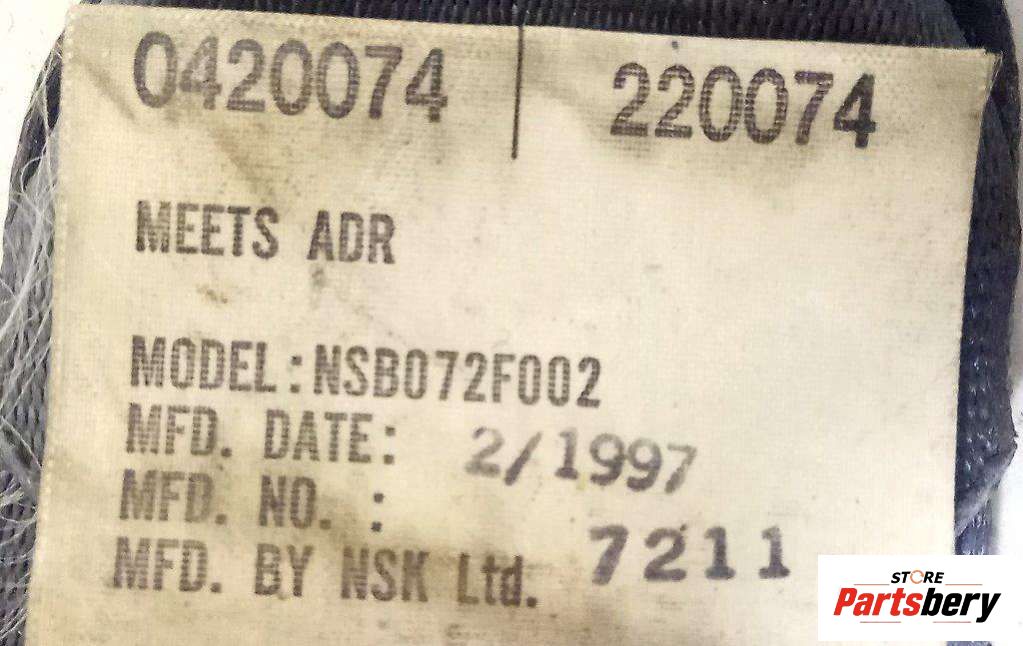 0420074 | 220074
MEETS ADR
MODEL:NSB072F002
MFD. DATE: 2/1997
MFD. NO. : 7211
MFD. BY NSK Ltd.
STORE
Partsbery